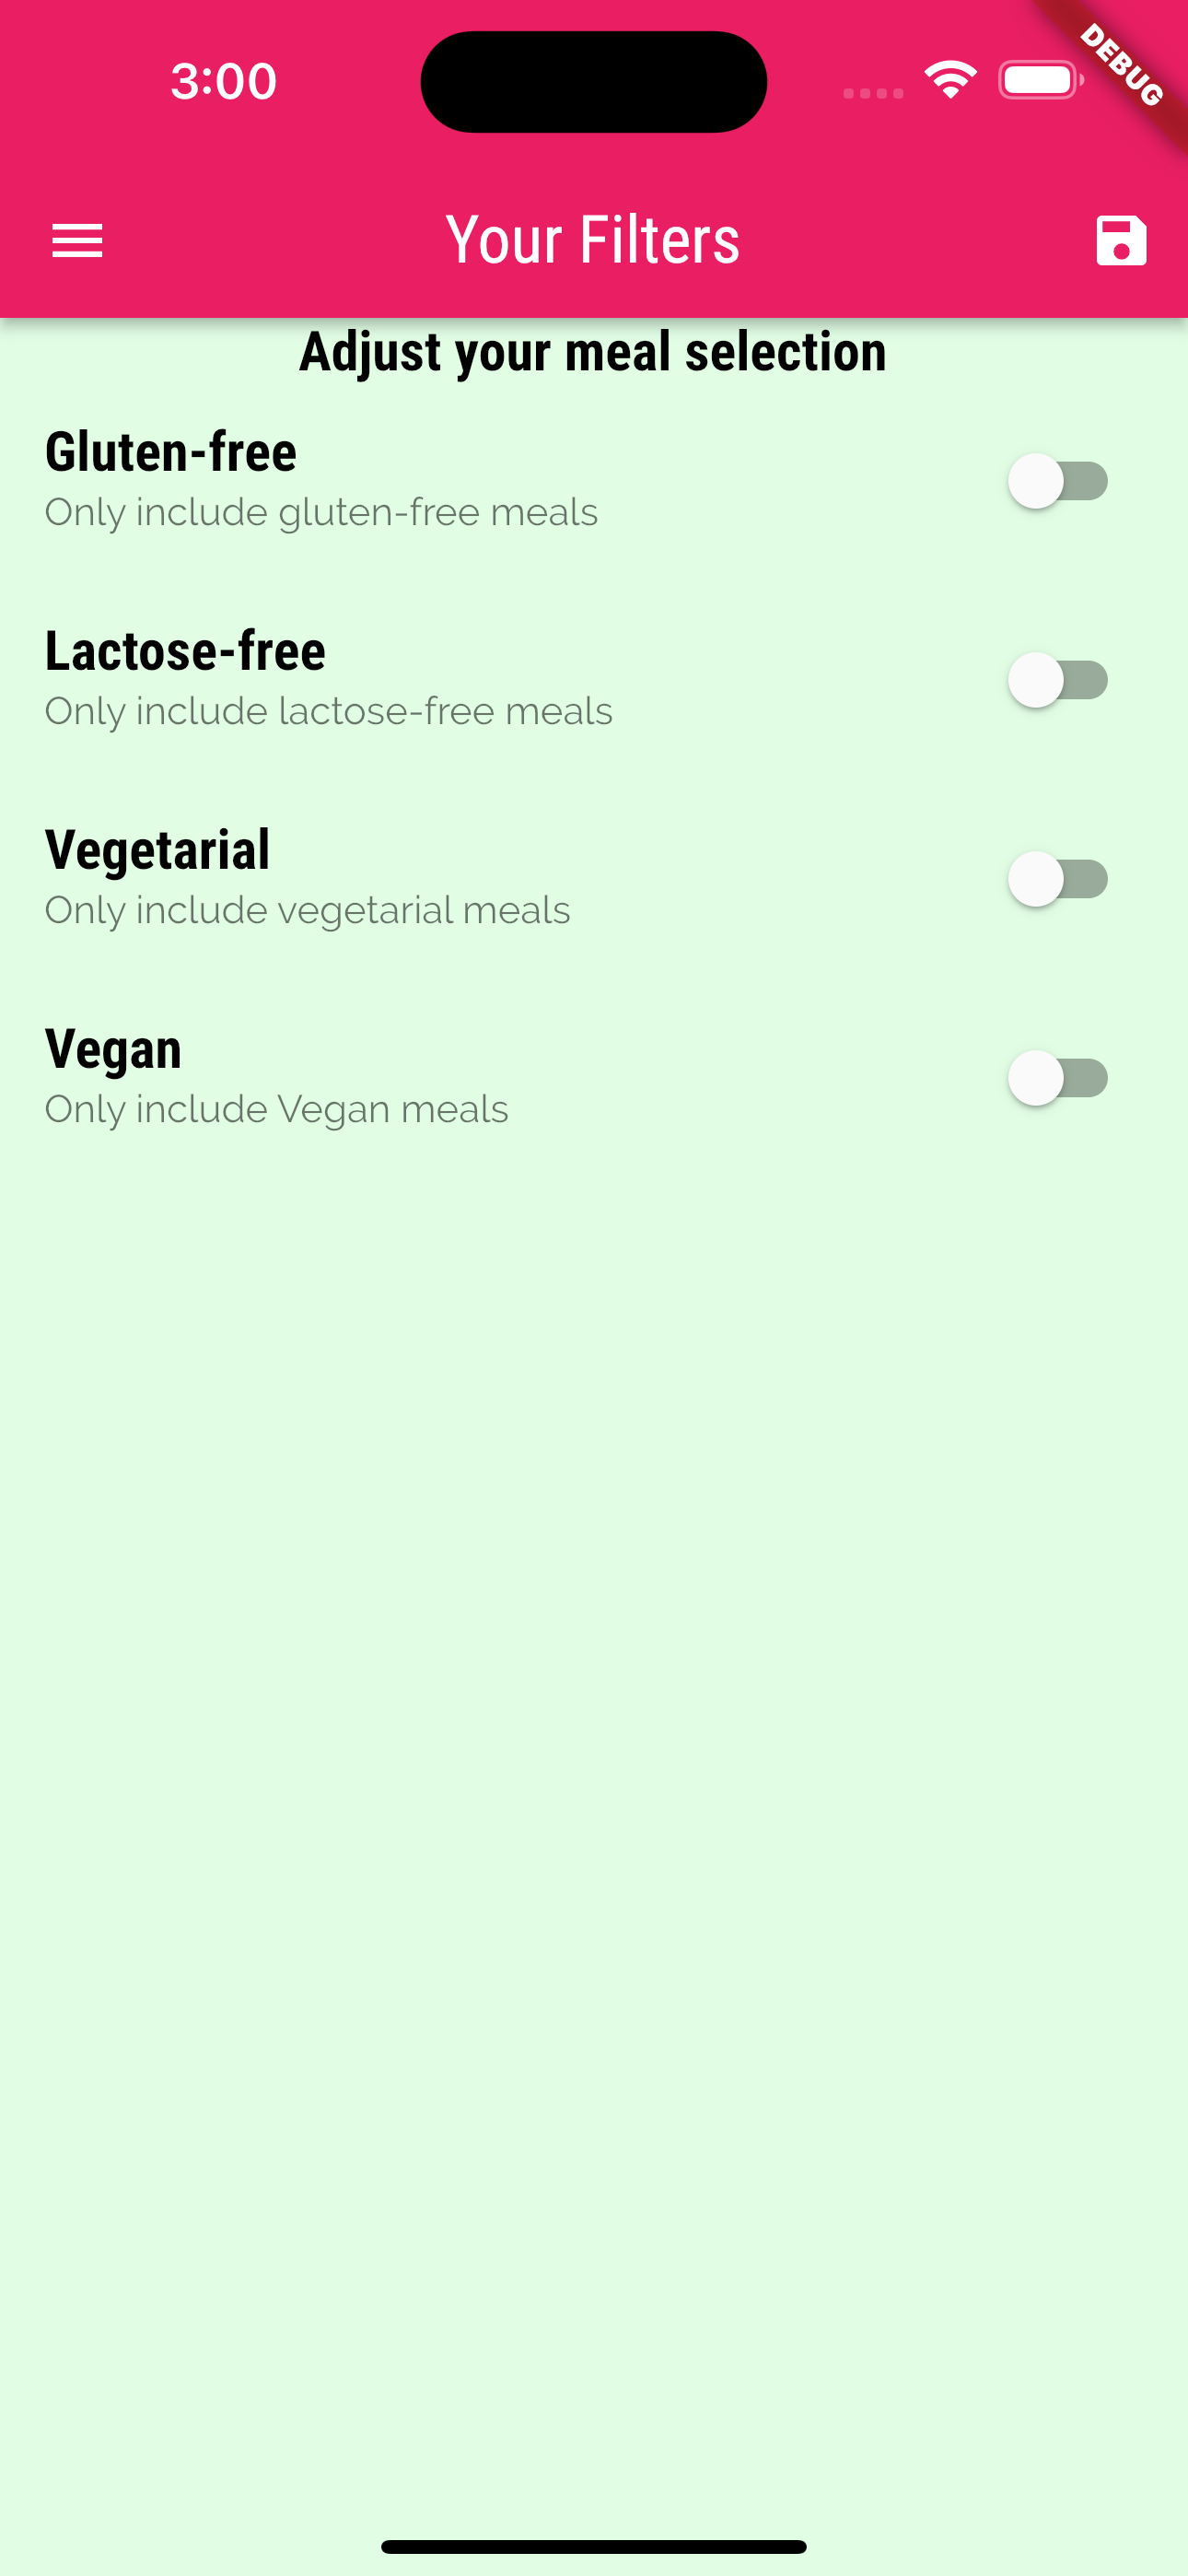 3:00
DEBUG
Your Filters
Adjust your meal selection
Gluten-free
Only include gluten-free meals
Lactose-free
Only include lactose-free meals
Vegetarial
Only include vegetarial meals
Vegan
Only include Vegan meals